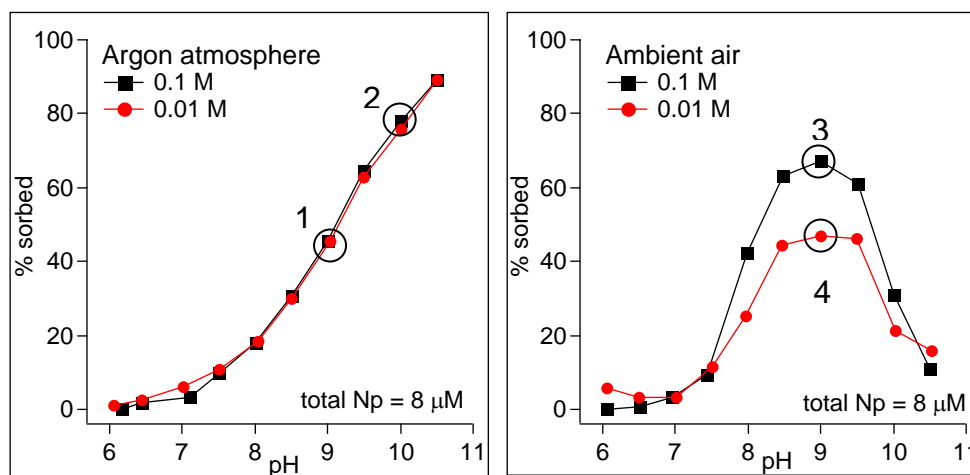 Argon atmosphere
0.1 M
0.01 M
% sorbed
100
80
60
40
20
0
1
2
total Np = 8 μM
6
7
8
9
10
11
pH
Ambient air
0.1 M
0.01 M
% sorbed
100
80
60
40
20
0
3
4
total Np = 8 μM
6
7
8
9
10
11
pH